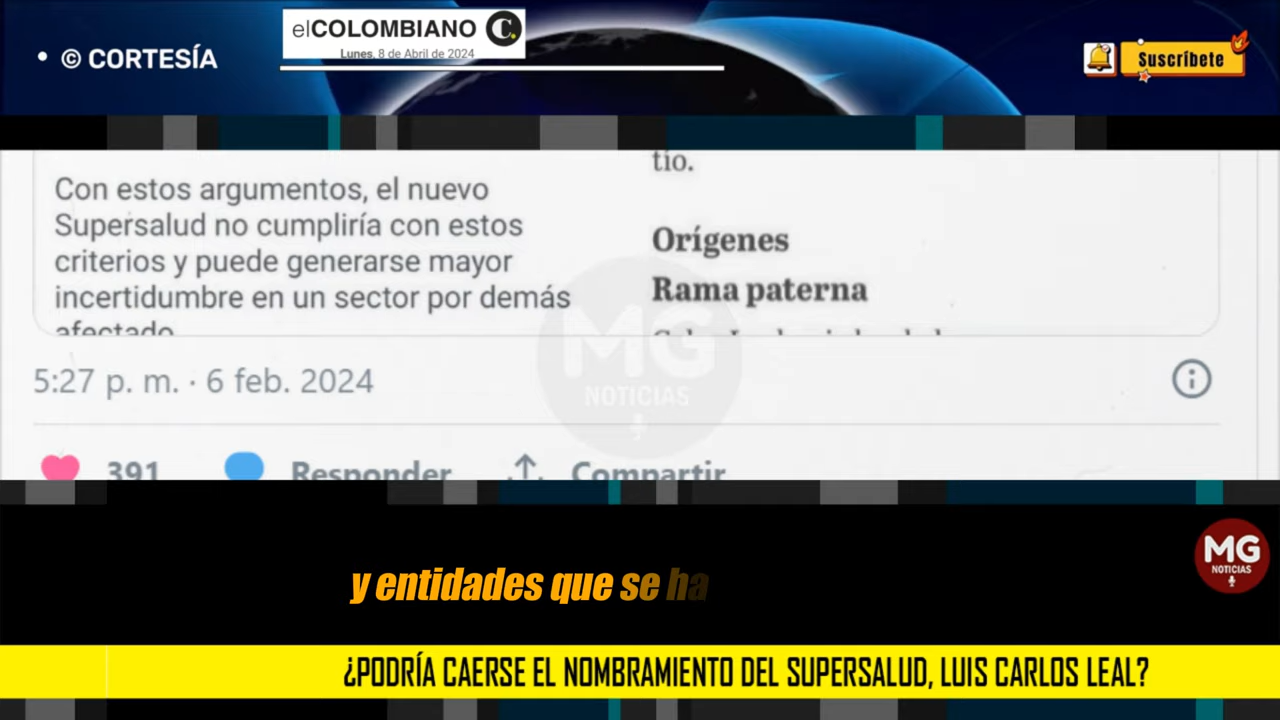 • © CORTESÍA
elCOLOMBIANO C.
Lunes, 8 de Abril de 2024
Suscríbete
tío.
Con estos argumentos, el nuevo
Supersalud no cumpliría con estos
criterios y puede generarse mayor
incertidumbre en un sector por demás
afectado
Orígenes
Rama paterna
MG
NOTICIAS
5:27 p. m. · 6 feb. 2024
391 Responder Compartir
MG
NOTICIAS
y entidades que se ha
¿PODRÍA CAERSE EL NOMBRAMIENTO DEL SUPERSALUD, LUIS CARLOS LEAL?